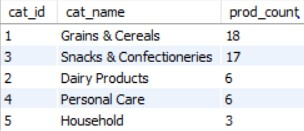 cat_id cat_name prod_count
1 Grains & Cereals 18
3 Snacks & Confectioneries 17
2 Dairy Products 6
4 Personal Care 6
5 Household 3